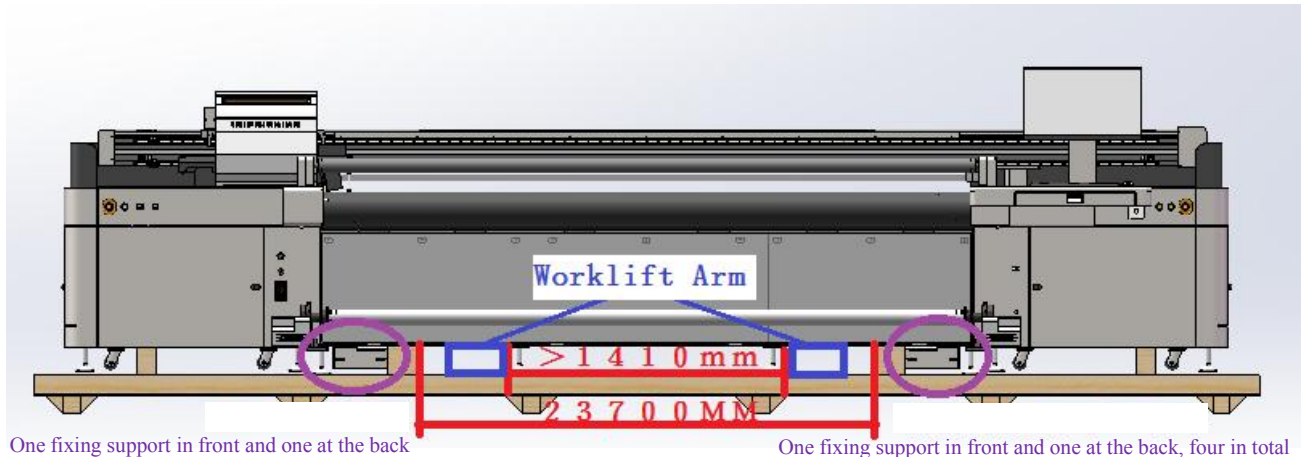 Worklift Arm
＞１４１０ｍｍ
２３７００ＭＭ
One fixing support in front and one at the back
One fixing support in front and one at the back, four in total